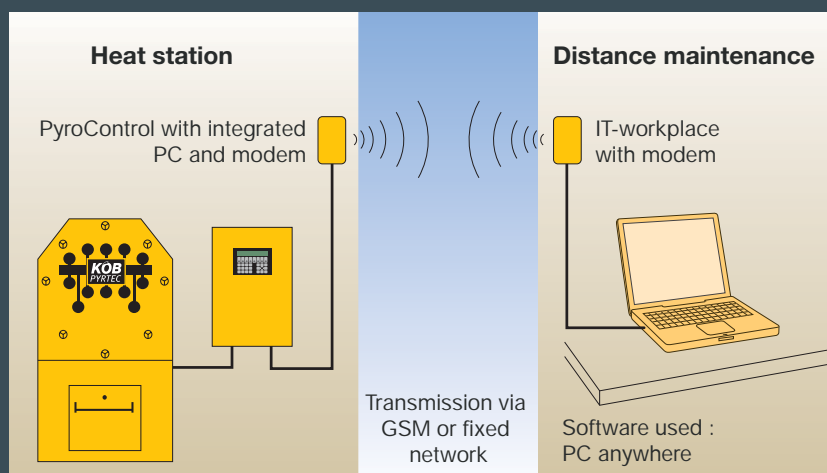 Heat station
PyroControl with integrated
PC and modem
KÖB
PYRTEC
Transmission via
GSM or fixed
network
Distance maintenance
IT-workplace
with modem
Software used :
PC anywhere